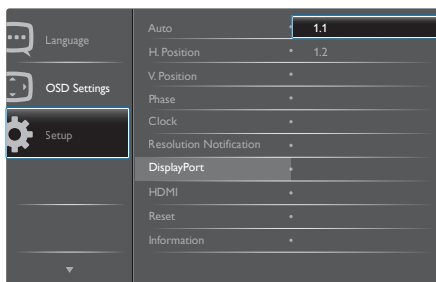 Language
OSD Settings
Setup
Auto
H. Position
V. Position
Phase
Clock
Resolution Notification
DisplayPort
HDMI
Reset
Information
1.1
1.2